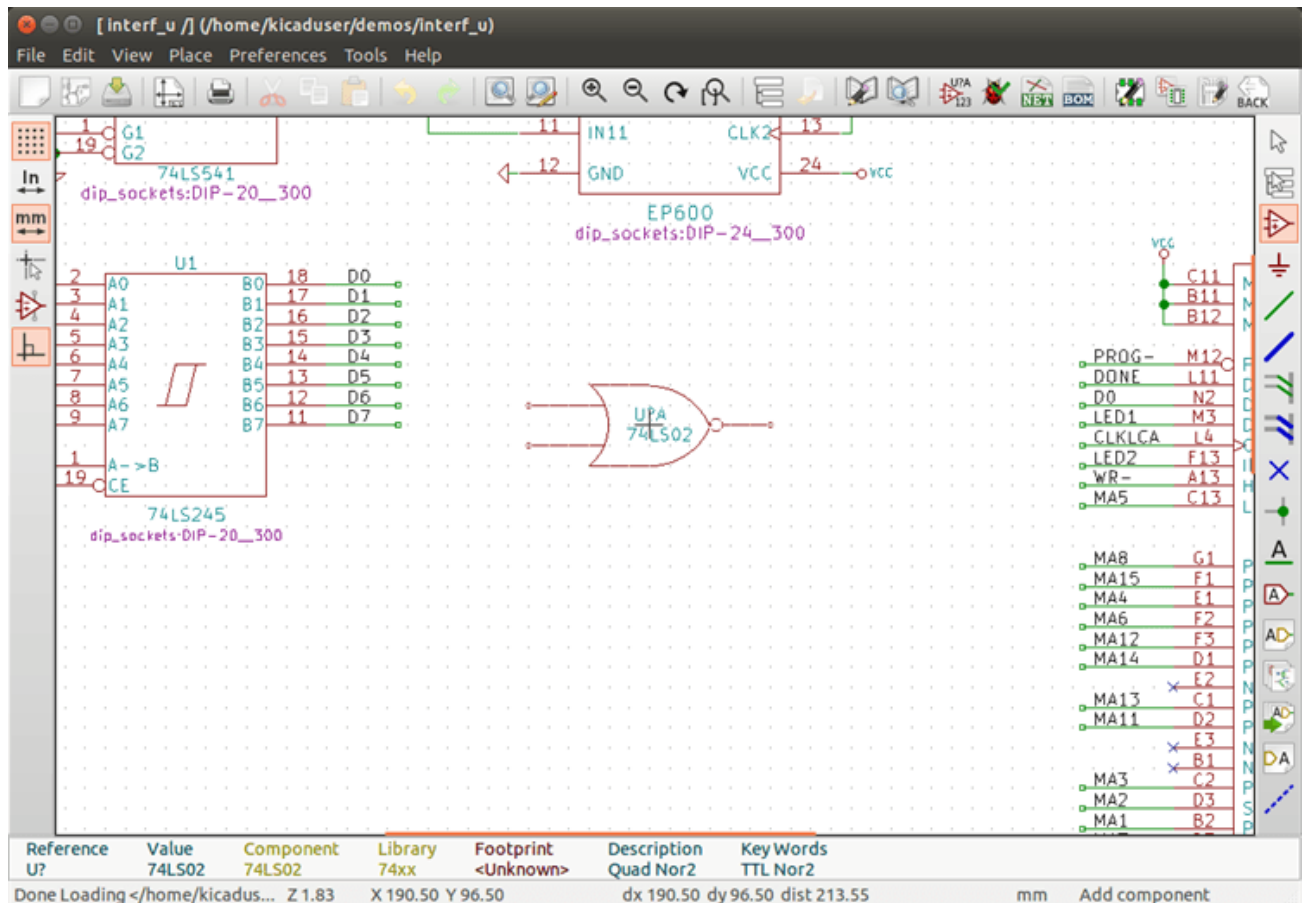 [ interf_u /] (/home/kicaduser/demos/interf_u)
File Edit View Place Preferences Tools Help
U?A
123
NET
BOM
BACK
In
mm
1 G1
19 G2
74LS541
dip_sockets:DIP-20__300
11 IN11 CLK2 13
12 GND VCC 24 VCC
EP600
dip_sockets:DIP-24__300
U1
2 A0 B0 18 D0
3 A1 B1 17 D1
4 A2 B2 16 D2
5 A3 B3 15 D3
6 A4 B4 14 D4
7 A5 B5 13 D5
8 A6 B6 12 D6
9 A7 B7 11 D7
1 A->B
19 CE
74LS245
dip_sockets:DIP-20__300
U?A
74LS02
VCC
C11 M
B11 M
B12 M
PROG- M12
DONE L11 D
D0 N2 D
LED1 M3 D
CLKLCA L4
LED2 F13
WR- A13 H
MA5 C13 L
MA8 G1 P
MA15 F1 P
MA4 E1 P
MA6 F2 P
MA12 F3 P
MA14 D1 P
E2 N
MA13 C1 P
MA11 D2 P
E3 N
B1 N
MA3 C2 P
MA2 D3 S
MA1 B2 P
A
A
AD
AD
DA
Reference Value Component Library Footprint Description Key Words
U? 74LS02 74LS02 74xx <Unknown> Quad Nor2 TTL Nor2
Done Loading </home/kicadus... Z 1.83 X 190.50 Y 96.50 dx 190.50 dy 96.50 dist 213.55 mm Add component